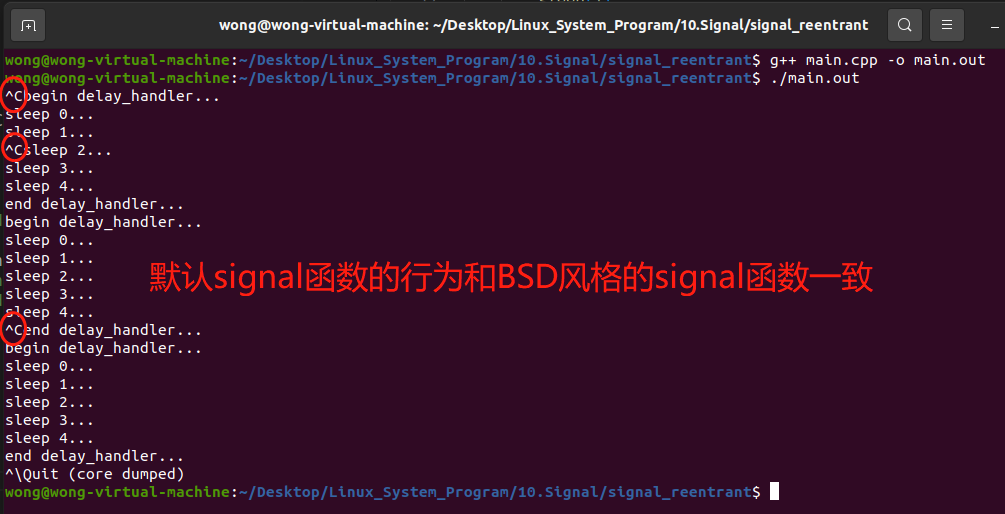 wong@wong-virtual-machine: ~/Desktop/Linux_System_Program/10.Signal/signal_reentrant
wong@wong-virtual-machine:~/Desktop/Linux_System_Program/10.Signal/signal_reentrant$ g++ main.cpp -o main.out
wong@wong-virtual-machine:~/Desktop/Linux_System_Program/10.Signal/signal_reentrant$ ./main.out
^Cbegin delay_handler...
sleep 0...
sleep 1...
^Csleep 2...
sleep 3...
sleep 4...
end delay_handler...
begin delay_handler...
sleep 0...
sleep 1...
sleep 2...
默认signal函数的行为和BSD风格的signal函数一致
sleep 3...
sleep 4...
^Cend delay_handler...
begin delay_handler...
sleep 0...
sleep 1...
sleep 2...
sleep 3...
sleep 4...
end delay_handler...
^\Quit (core dumped)
wong@wong-virtual-machine:~/Desktop/Linux_System_Program/10.Signal/signal_reentrant$